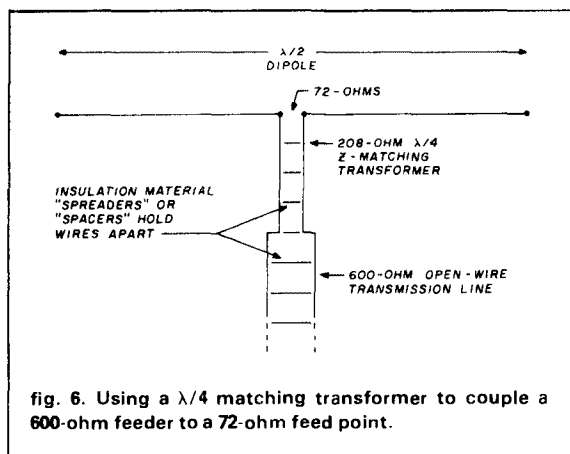 λ/2
DIPOLE
72-OHMS
208-OHM λ/4
Z-MATCHING
TRANSFORMER
INSULATION MATERIAL
"SPREADERS" OR
"SPACERS" HOLD
WIRES APART
600-OHM OPEN-WIRE
TRANSMISSION LINE
fig. 6. Using a λ/4 matching transformer to couple a
600-ohm feeder to a 72-ohm feed point.